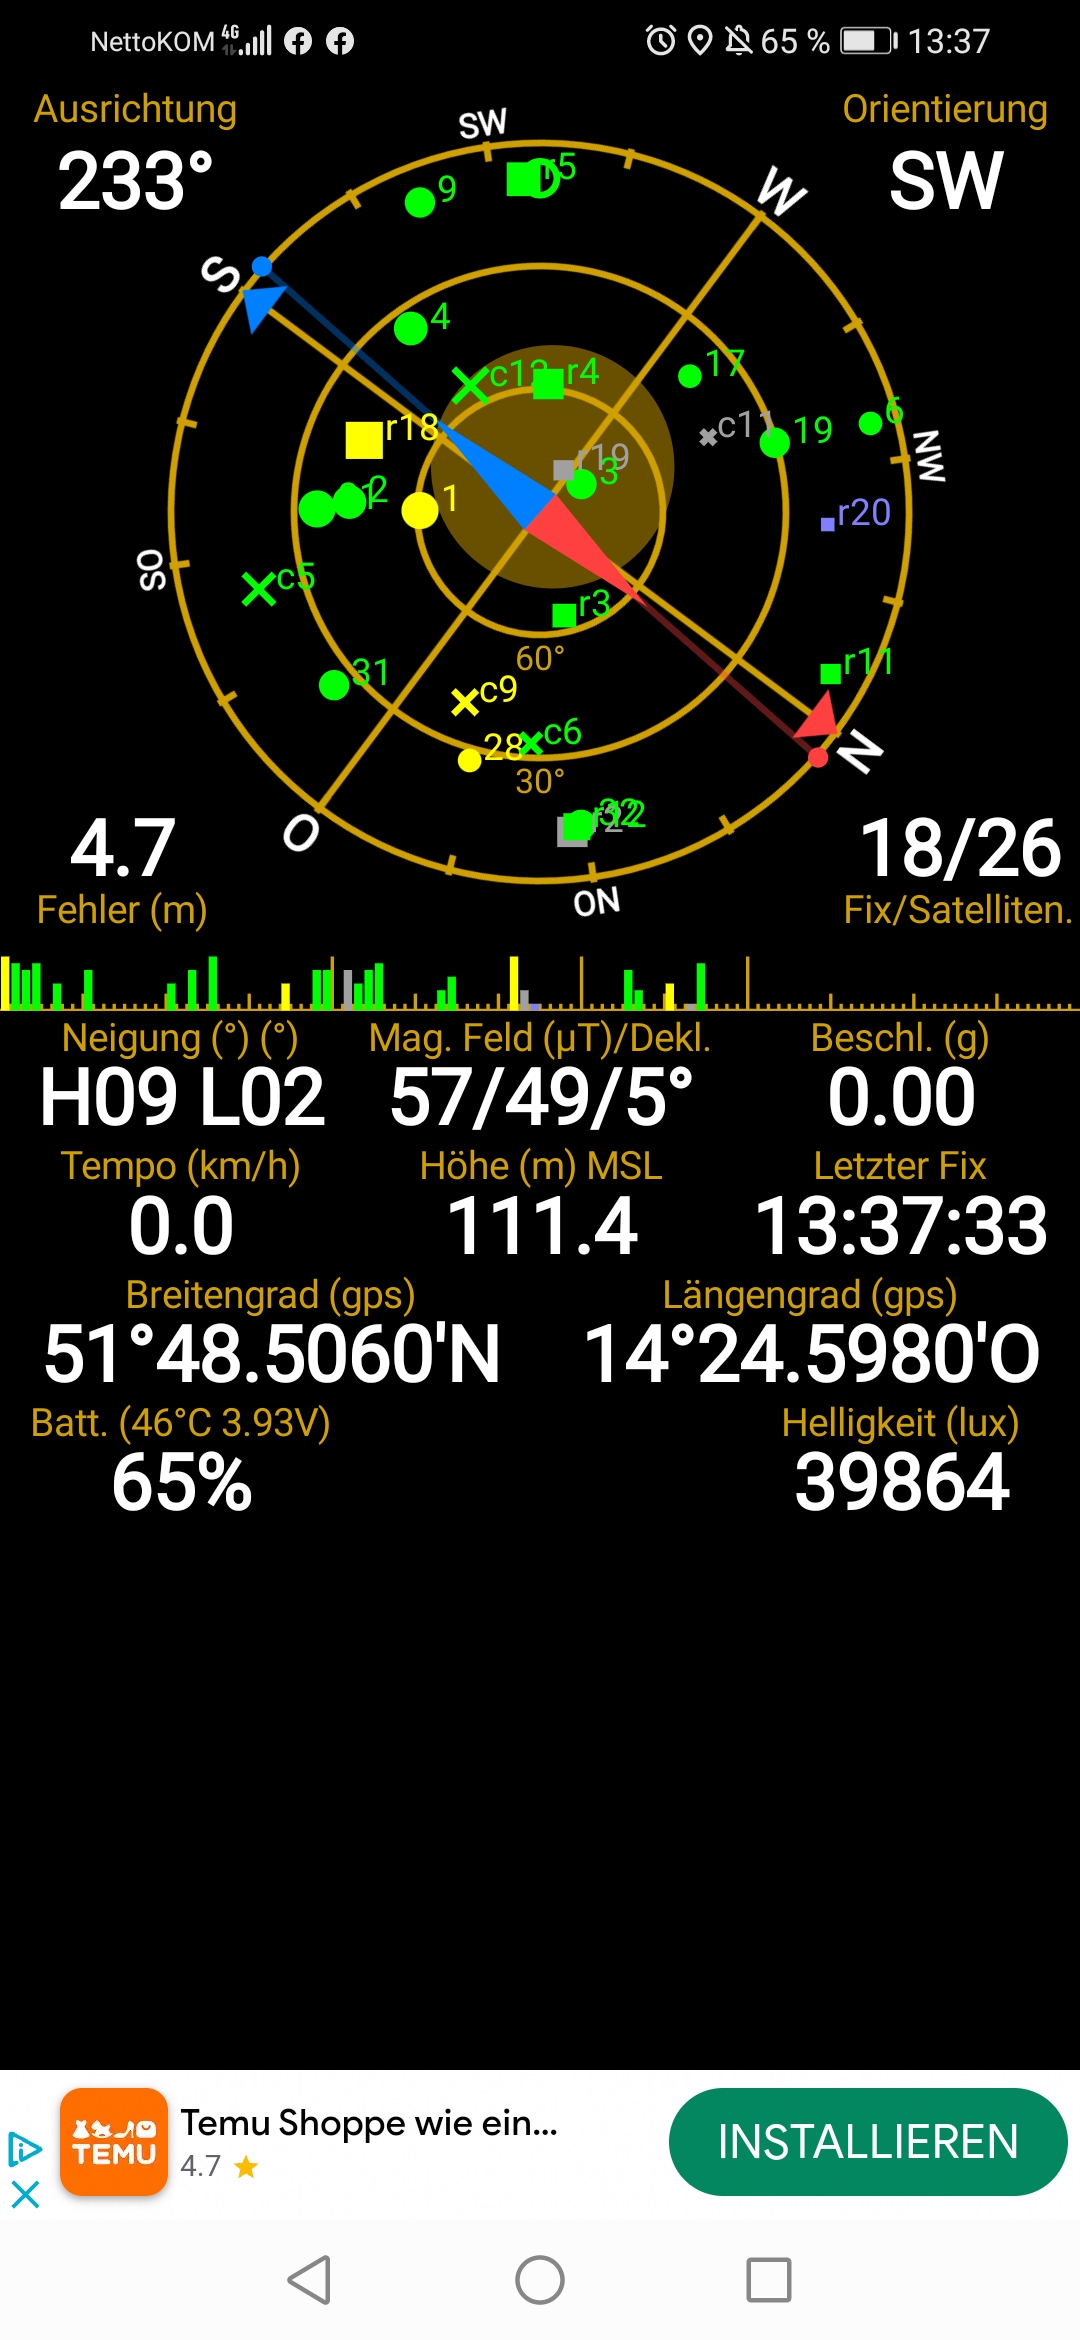 NettoKOM 4G 65 % 13:37
Ausrichtung
233°
Orientierung
SW
SW
W
S
NW
N
SO
O
NO
9
r5
4
c12
r4
17
r18
c11
19
6
r19
3
2
1
r20
c5
r3
60°
31
c9
r11
28
c6
30°
32
4.7
Fehler (m)
18/26
Fix/Satelliten.
Neigung (°) (°)
H09 L02
Mag. Feld (µT)/Dekl.
57/49/5°
Beschl. (g)
0.00
Tempo (km/h)
0.0
Höhe (m) MSL
111.4
Letzter Fix
13:37:33
Breitengrad (gps)
51°48.5060'N
Längengrad (gps)
14°24.5980'O
Batt. (46°C 3.93V)
65%
Helligkeit (lux)
39864
TEMU
Temu Shoppe wie ein...
4.7
INSTALLIEREN